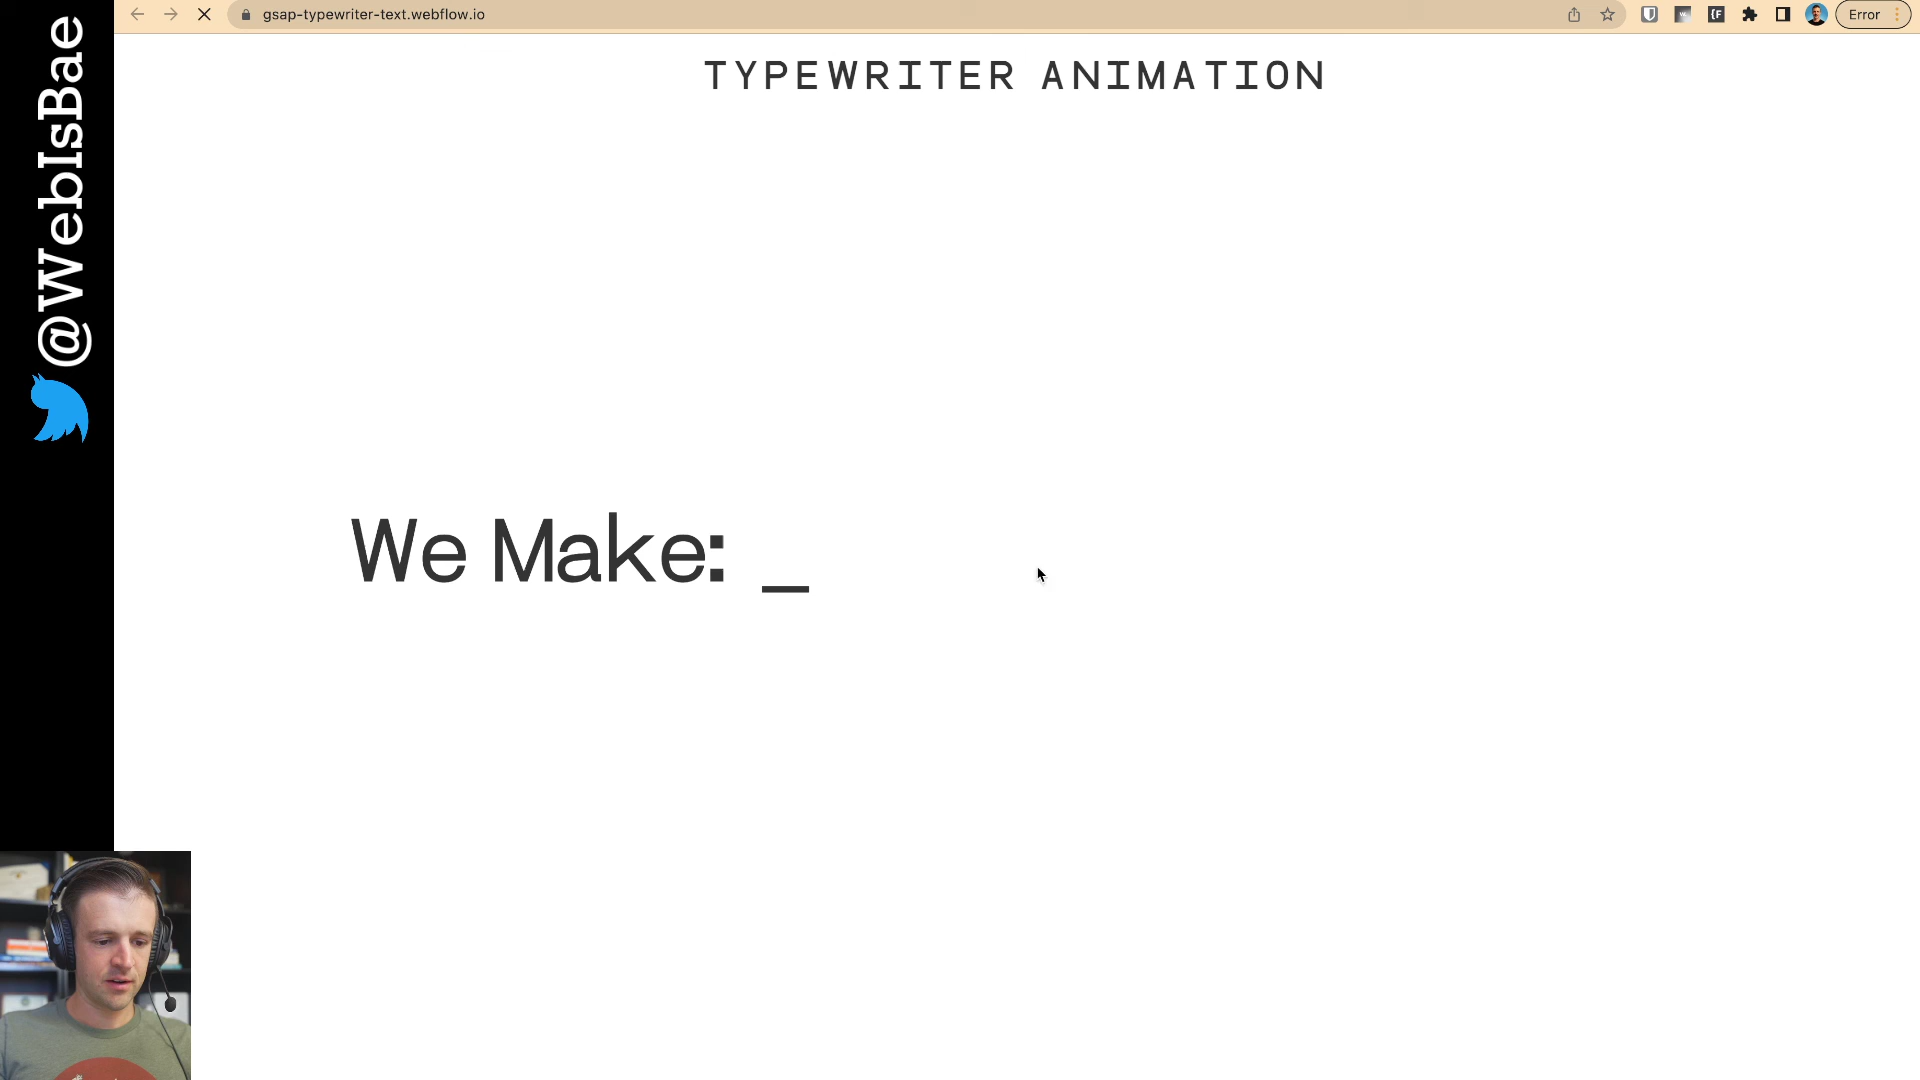 gsap-typewriter-text.webflow.io
Error
@WebIsBae
TYPEWRITER ANIMATION
We Make: _